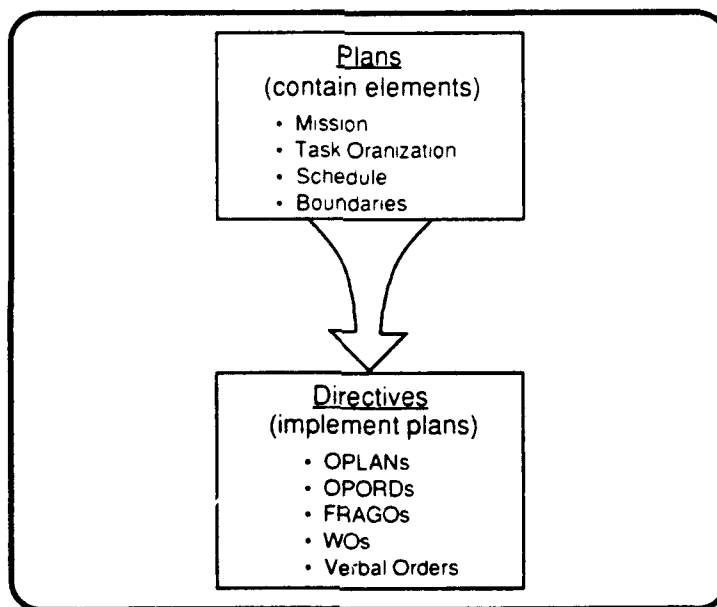 Plans
(contain elements)
• Mission
• Task Oranization
• Schedule
• Boundaries
Directives
(implement plans)
• OPLANs
• OPORDs
• FRAGOs
• WOs
• Verbal Orders